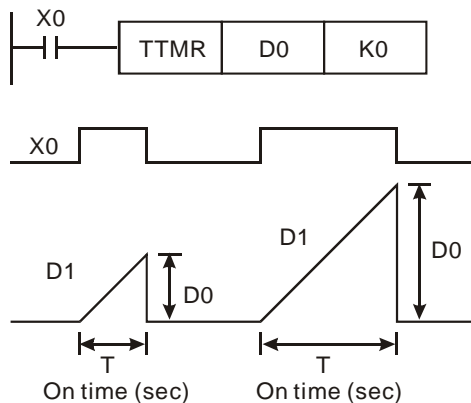 X0
TTMR D0 K0
X0
D1 D0 D1 D0
T T
On time (sec) On time (sec)